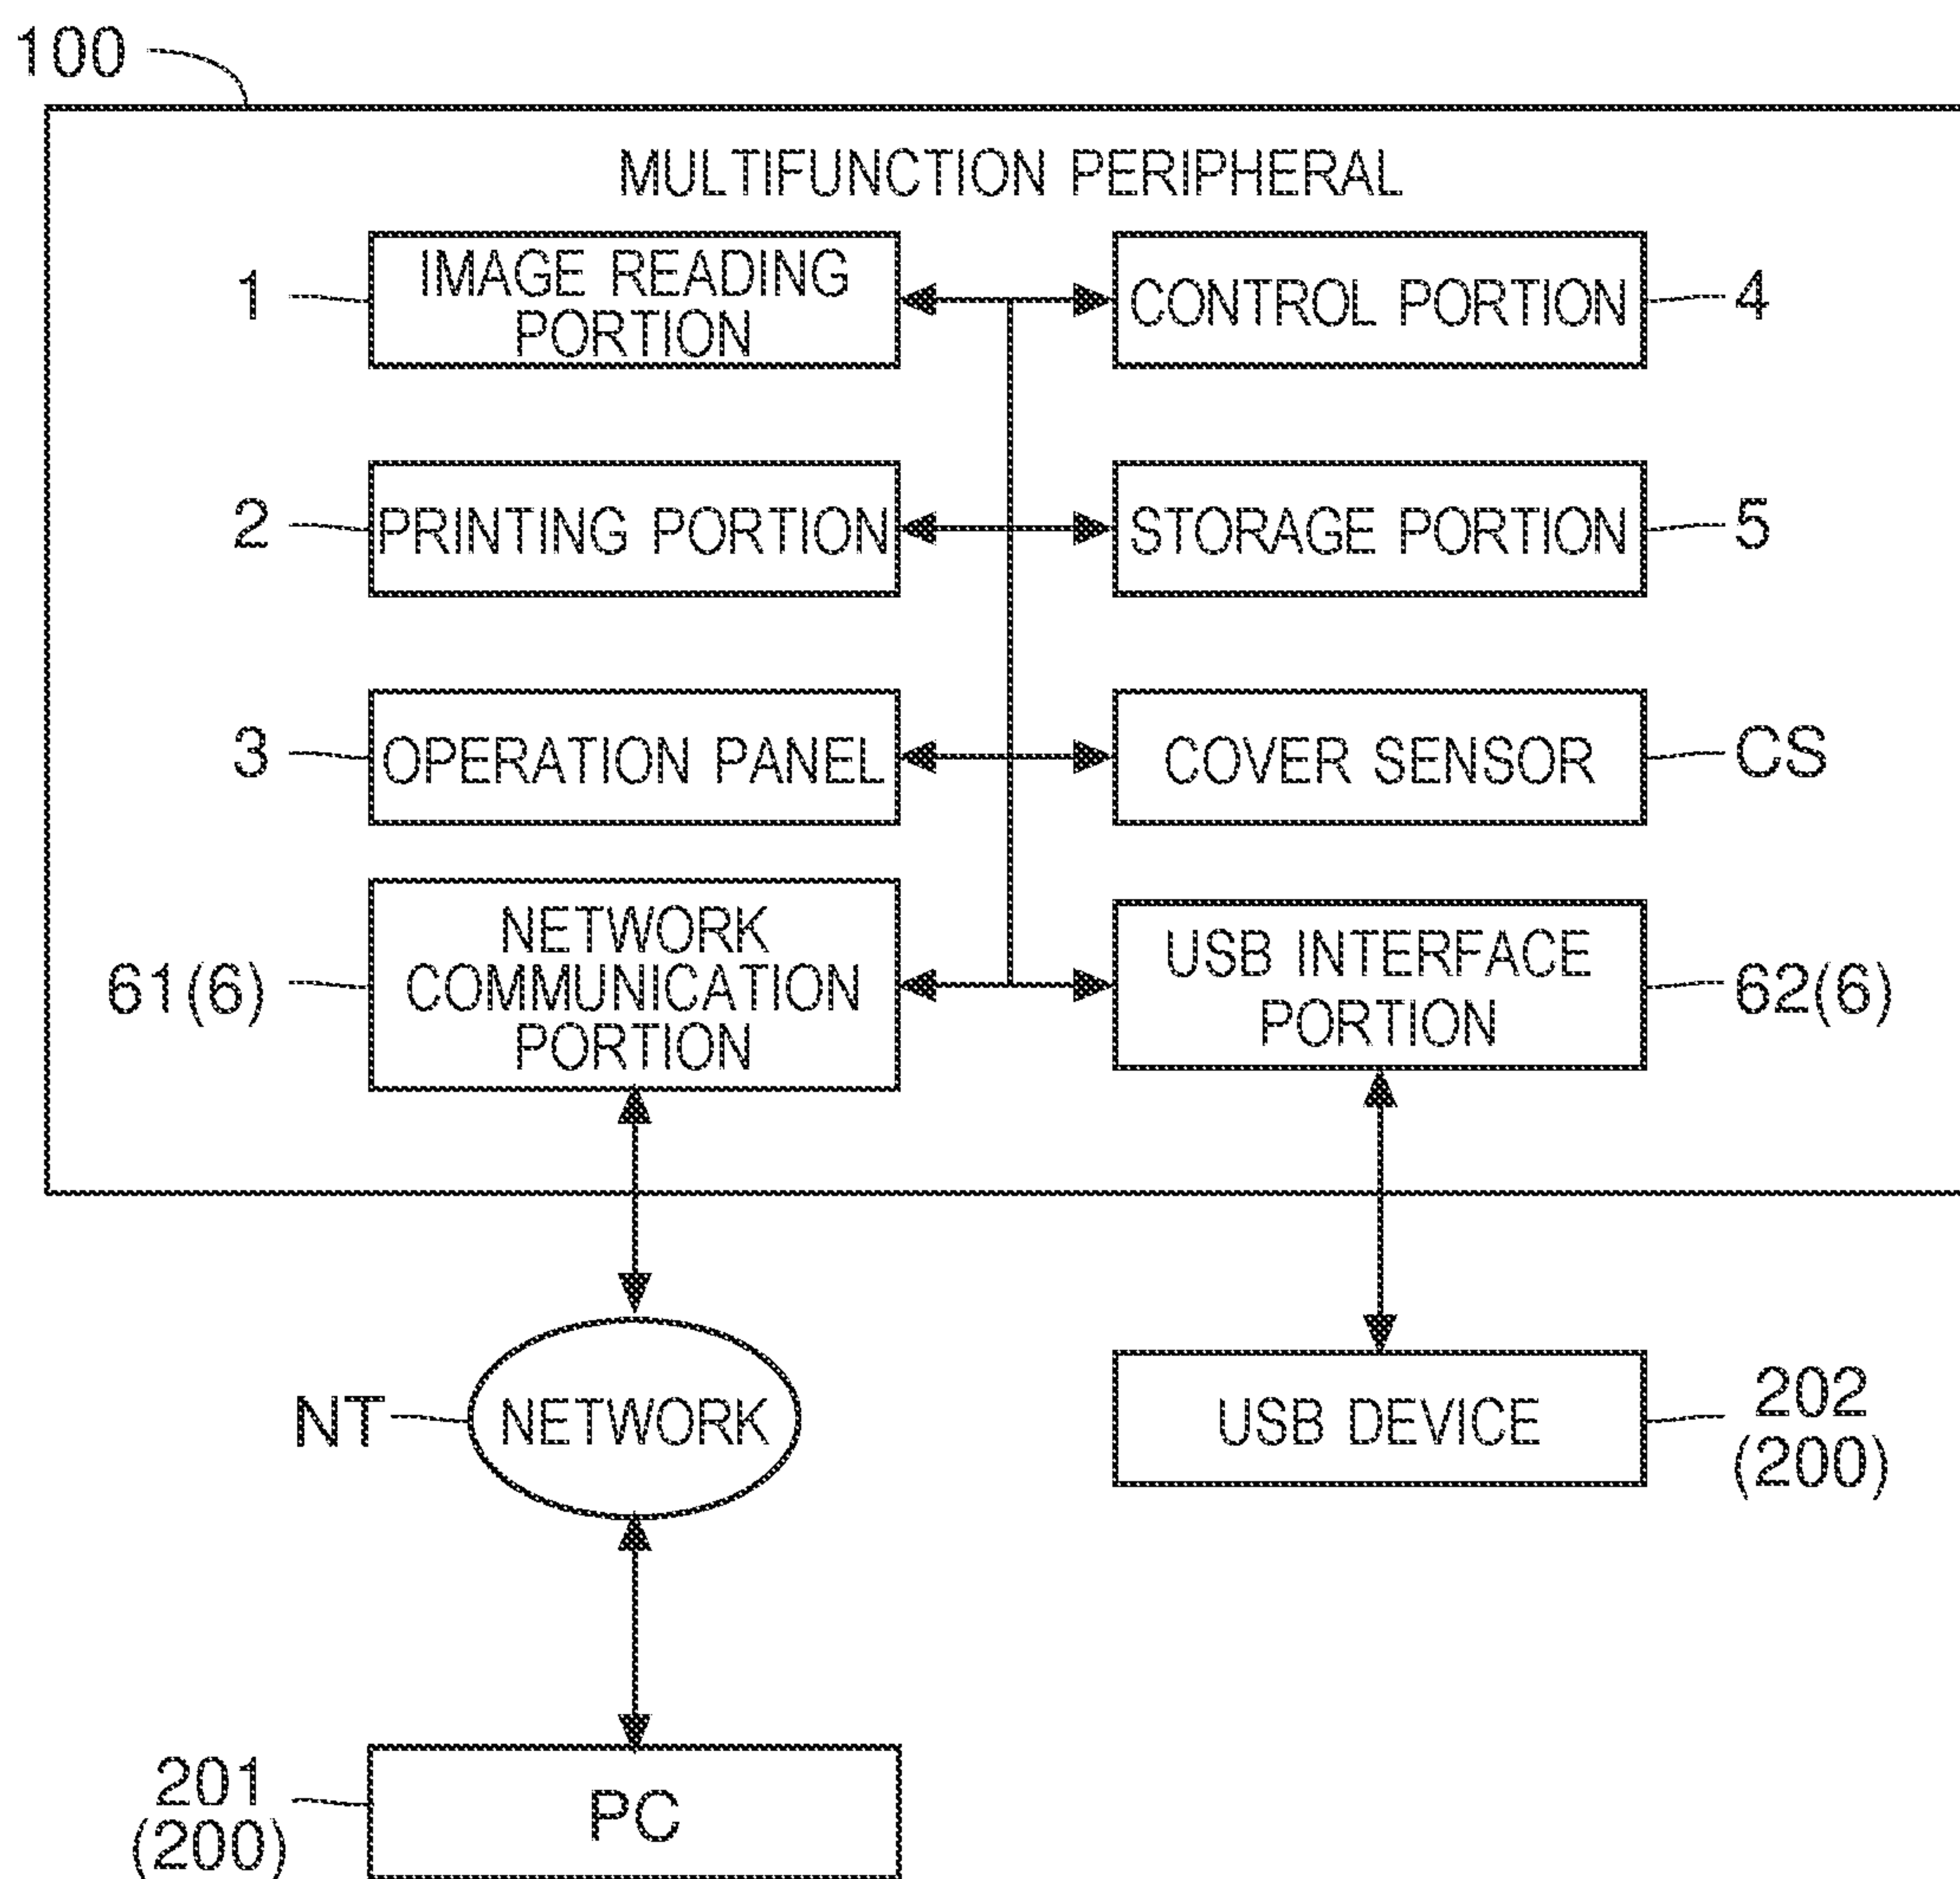 100
MULTIFUNCTION PERIPHERAL
1
IMAGE READING
PORTION
CONTROL PORTION
4
2
PRINTING PORTION
STORAGE PORTION
5
3
OPERATION PANEL
COVER SENSOR
CS
61(6)
NETWORK
COMMUNICATION
PORTION
USB INTERFACE
PORTION
62(6)
NT
NETWORK
USB DEVICE
202
(200)
201
(200)
PC